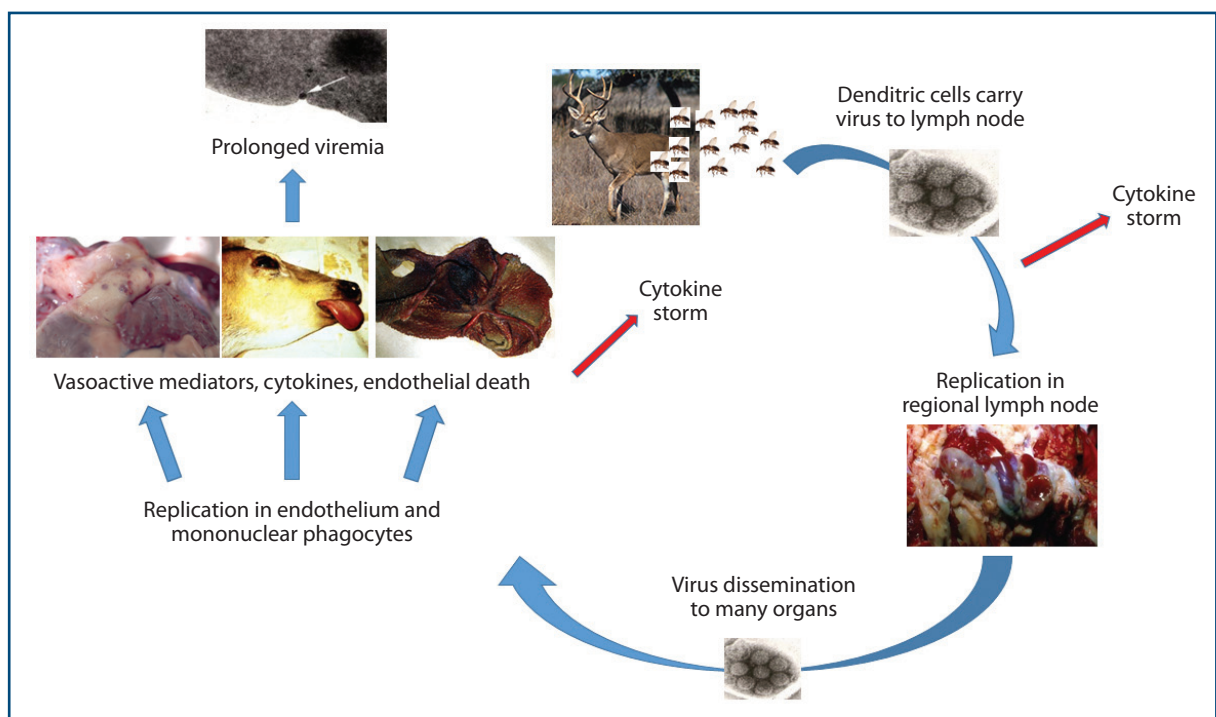 Prolonged viremia
Denditric cells carry
virus to lymph node
Cytokine
storm
Cytokine
storm
Vasoactive mediators, cytokines, endothelial death
Replication in
regional lymph node
Replication in endothelium and
mononuclear phagocytes
Virus dissemination
to many organs